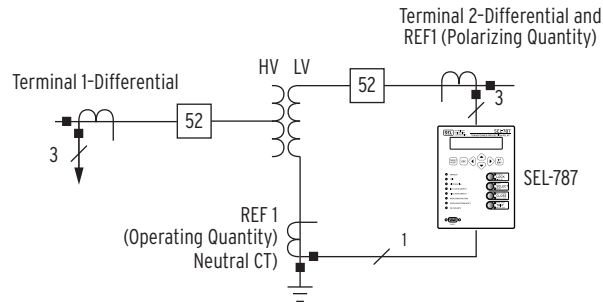 Terminal 2-Differential and
REF1 (Polarizing Quantity)
Terminal 1-Differential
HV LV
52
52
3
3
SEL-787
REF 1
(Operating Quantity)
Neutral CT)
1